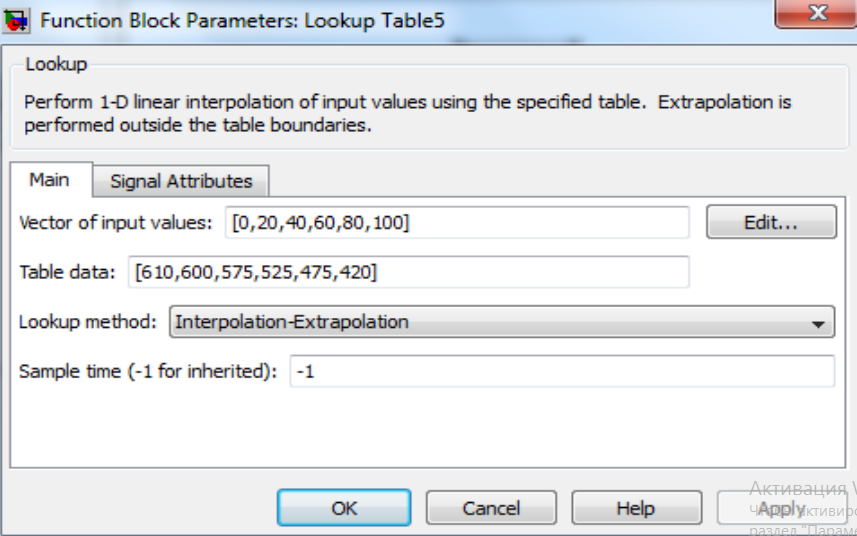 Function Block Parameters: Lookup Table5
Lookup
Perform 1-D linear interpolation of input values using the specified table. Extrapolation is
performed outside the table boundaries.
Main
Signal Attributes
Vector of input values: [0,20,40,60,80,100]
Edit...
Table data: [610,600,575,525,475,420]
Lookup method: Interpolation-Extrapolation
Sample time (-1 for inherited): -1
OK
Cancel
Help
Apply
Активация
раздел "Парам